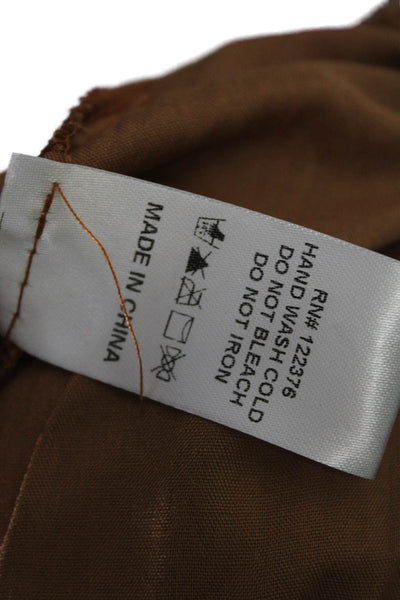 RN# 122376
HAND WASH COLD
DO NOT BLEACH
DO NOT IRON
MADE IN CHINA